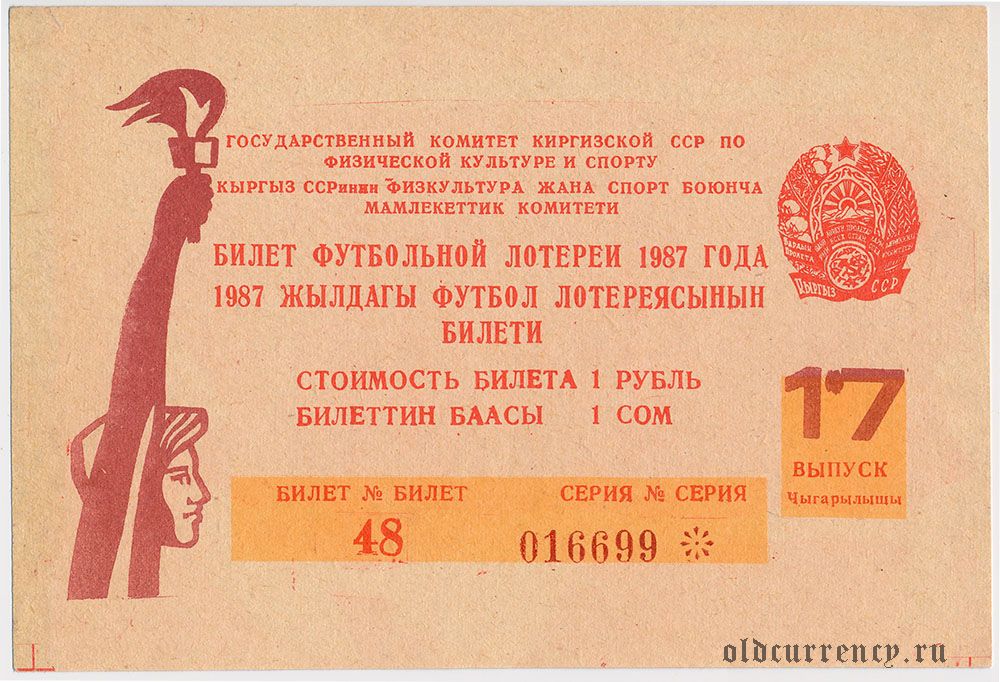 ГОСУДАРСТВЕННЫЙ КОМИТЕТ КИРГИЗСКОЙ ССР ПО
ФИЗИЧЕСКОЙ КУЛЬТУРЕ И СПОРТУ
КЫРГЫЗ ССРинин ФИЗКУЛЬТУРА ЖАНА СПОРТ БОЮНЧА
МАМЛЕКЕТТИК КОМИТЕТИ
БИЛЕТ ФУТБОЛЬНОЙ ЛОТЕРЕИ 1987 ГОДА
1987 ЖЫЛДАГЫ ФУТБОЛ ЛОТЕРЕЯСЫНЫН
БИЛЕТИ
СТОИМОСТЬ БИЛЕТА 1 РУБЛЬ
БИЛЕТТИН БААСЫ 1 СОМ
КЫРГЫЗ ССР
17
ВЫПУСК
Чыгарылышы
БИЛЕТ № БИЛЕТ СЕРИЯ № СЕРИЯ
48 016699 *
oldcurrency.ru